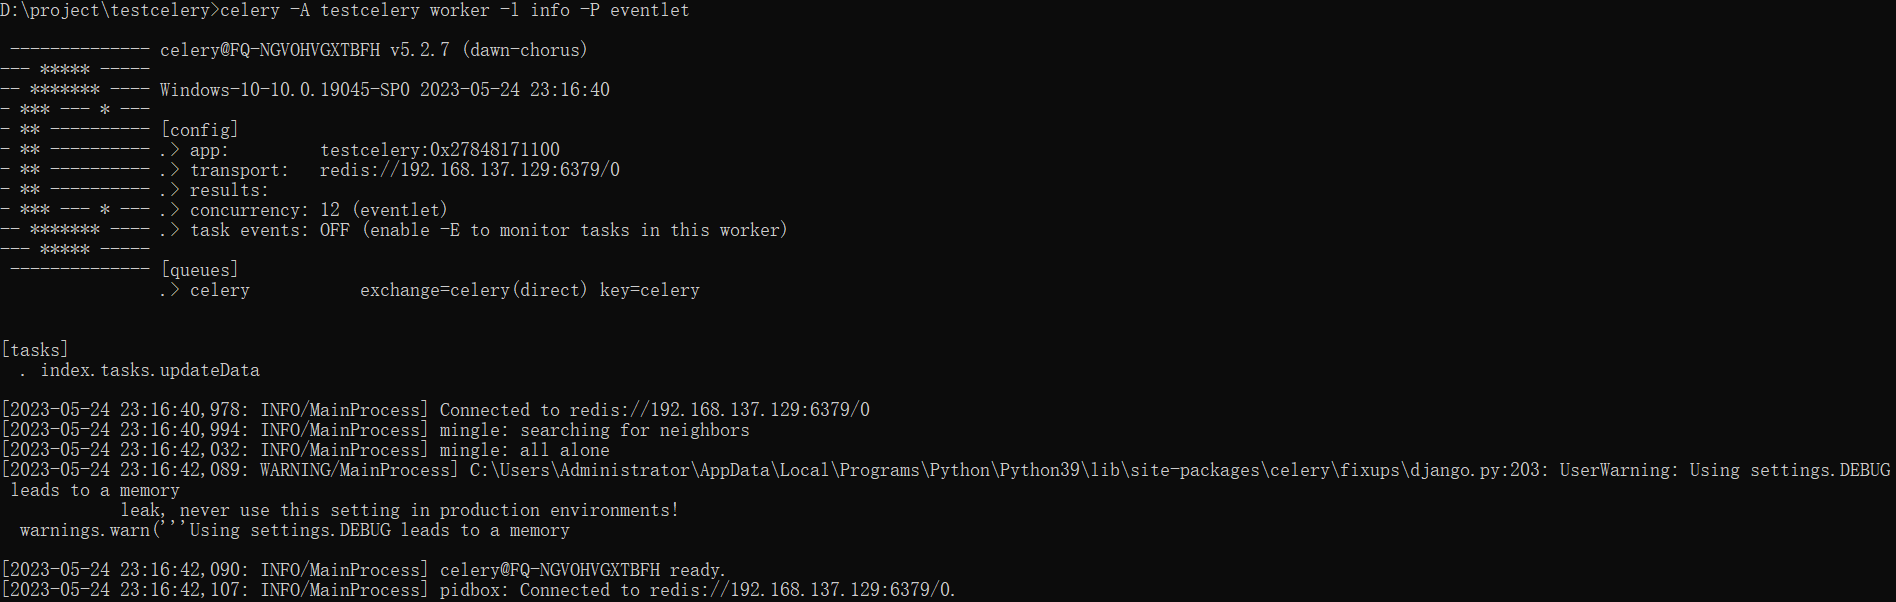 D:\project\testcelery>celery -A testcelery worker -l info -P eventlet
 -------------- celery@FQ-NGVOHVGXTBFH v5.2.7 (dawn-chorus)
--- ***** -----
-- ******* ---- Windows-10-10.0.19045-SP0 2023-05-24 23:16:40
- *** --- * ---
- ** ---------- [config]
- ** ---------- .> app:         testcelery:0x27848171100
- ** ---------- .> transport:   redis://192.168.137.129:6379/0
- ** ---------- .> results:
- *** --- * --- .> concurrency: 12 (eventlet)
-- ******* ---- .> task events: OFF (enable -E to monitor tasks in this worker)
--- ***** -----
 -------------- [queues]
                .> celery           exchange=celery(direct) key=celery
[tasks]
  . index.tasks.updateData
[2023-05-24 23:16:40,978: INFO/MainProcess] Connected to redis://192.168.137.129:6379/0
[2023-05-24 23:16:40,994: INFO/MainProcess] mingle: searching for neighbors
[2023-05-24 23:16:42,032: INFO/MainProcess] mingle: all alone
[2023-05-24 23:16:42,089: WARNING/MainProcess] C:\Users\Administrator\AppData\Local\Programs\Python\Python39\lib\site-packages\celery\fixups\django.py:203: UserWarning: Using settings.DEBUG
 leads to a memory
            leak, never use this setting in production environments!
  warnings.warn('''Using settings.DEBUG leads to a memory
[2023-05-24 23:16:42,090: INFO/MainProcess] celery@FQ-NGVOHVGXTBFH ready.
[2023-05-24 23:16:42,107: INFO/MainProcess] pidbox: Connected to redis://192.168.137.129:6379/0.